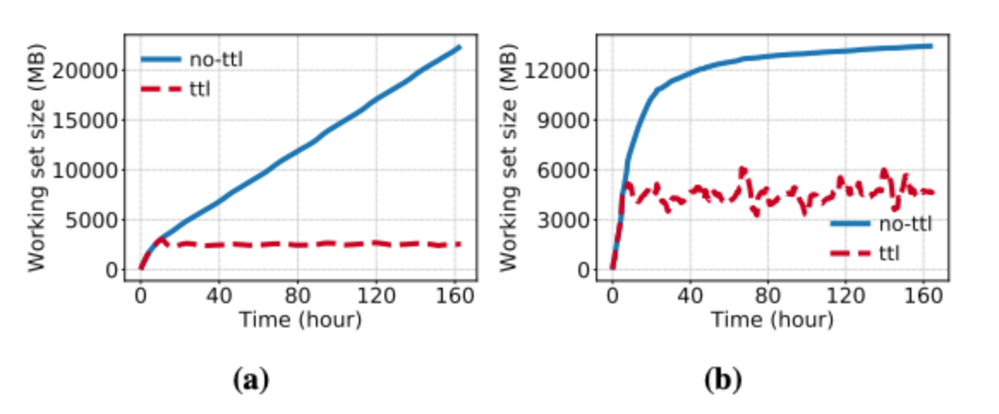 Working set size (MB)
20000
15000
10000
5000
0
no-ttl
ttl
0 40 80 120 160
Time (hour)
(a)
Working set size (MB)
12000
9000
6000
3000
0
no-ttl
ttl
0 40 80 120 160
Time (hour)
(b)